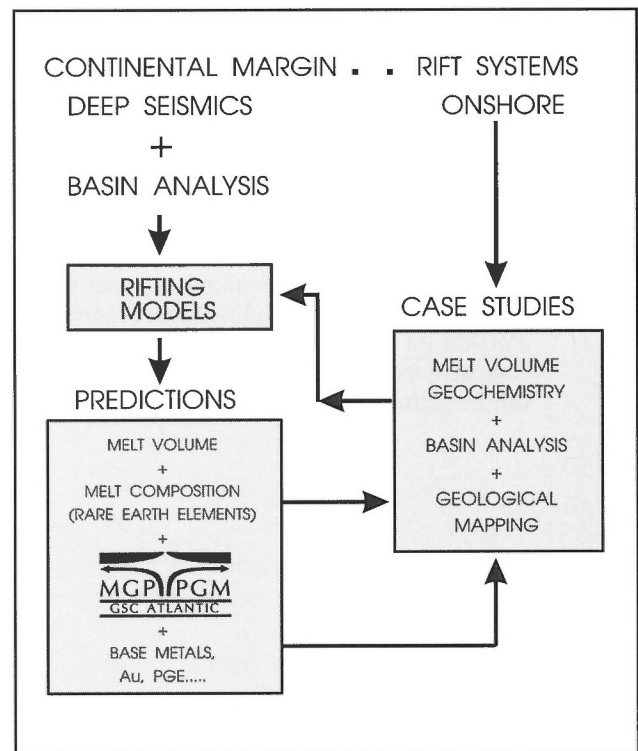 CONTINENTAL MARGIN . . RIFT SYSTEMS
DEEP SEISMICS
ONSHORE
+
BASIN ANALYSIS
RIFTING
MODELS
CASE STUDIES
MELT VOLUME
GEOCHEMISTRY
+
BASIN ANALYSIS
+
GEOLOGICAL
MAPPING
PREDICTIONS
MELT VOLUME
+
MELT COMPOSITION
(RARE EARTH ELEMENTS)
+
MGP PGM
GSC ATLANTIC
+
BASE METALS,
Au, PGE.....